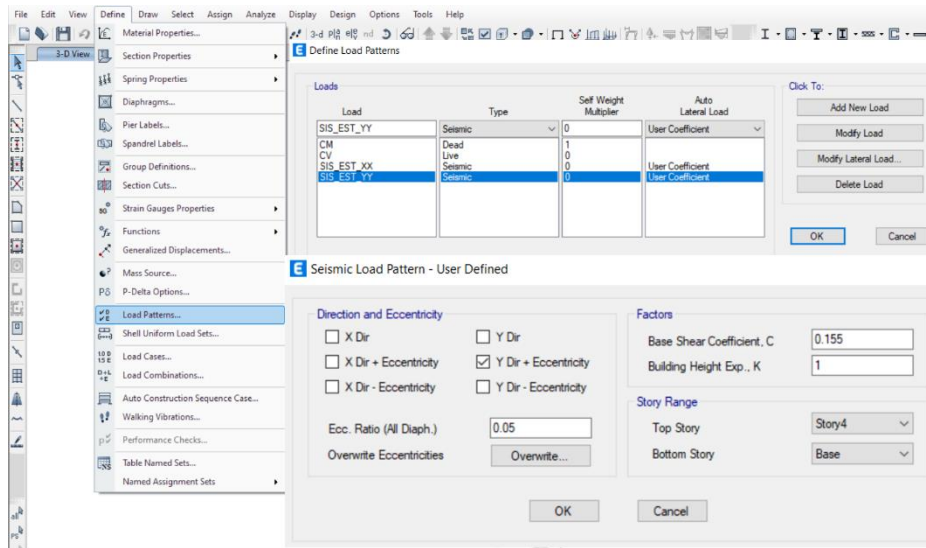 File Edit View Define Draw Select Assign Analyze Display Design Options Tools Help
3-d
nd
3-D View
Material Properties...
Section Properties
Spring Properties
Diaphragms...
Pier Labels...
Spandrel Labels...
Group Definitions...
Section Cuts...
Strain Gauges Properties
Functions
Generalized Displacements...
Mass Source...
P-Delta Options...
Load Patterns...
Shell Uniform Load Sets...
Load Cases...
Load Combinations...
Auto Construction Sequence Case...
Walking Vibrations...
Performance Checks...
Table Named Sets...
Named Assignment Sets
Define Load Patterns
Loads
Load Type Self Weight Multiplier Auto Lateral Load
SIS_EST_YY Seismic 0 User Coefficient
CM Dead 1
CV Live 0
SIS_EST_XX Seismic 0 User Coefficient
SIS_EST_YY Seismic 0 User Coefficient
Click To:
Add New Load
Modify Load
Modify Lateral Load...
Delete Load
OK Cancel
Seismic Load Pattern - User Defined
Direction and Eccentricity
X Dir Y Dir
X Dir + Eccentricity Y Dir + Eccentricity
X Dir - Eccentricity Y Dir - Eccentricity
Ecc. Ratio (All Diaph.) 0.05
Overwrite Eccentricities Overwrite...
Factors
Base Shear Coefficient, C 0.155
Building Height Exp., K 1
Story Range
Top Story Story4
Bottom Story Base
OK Cancel